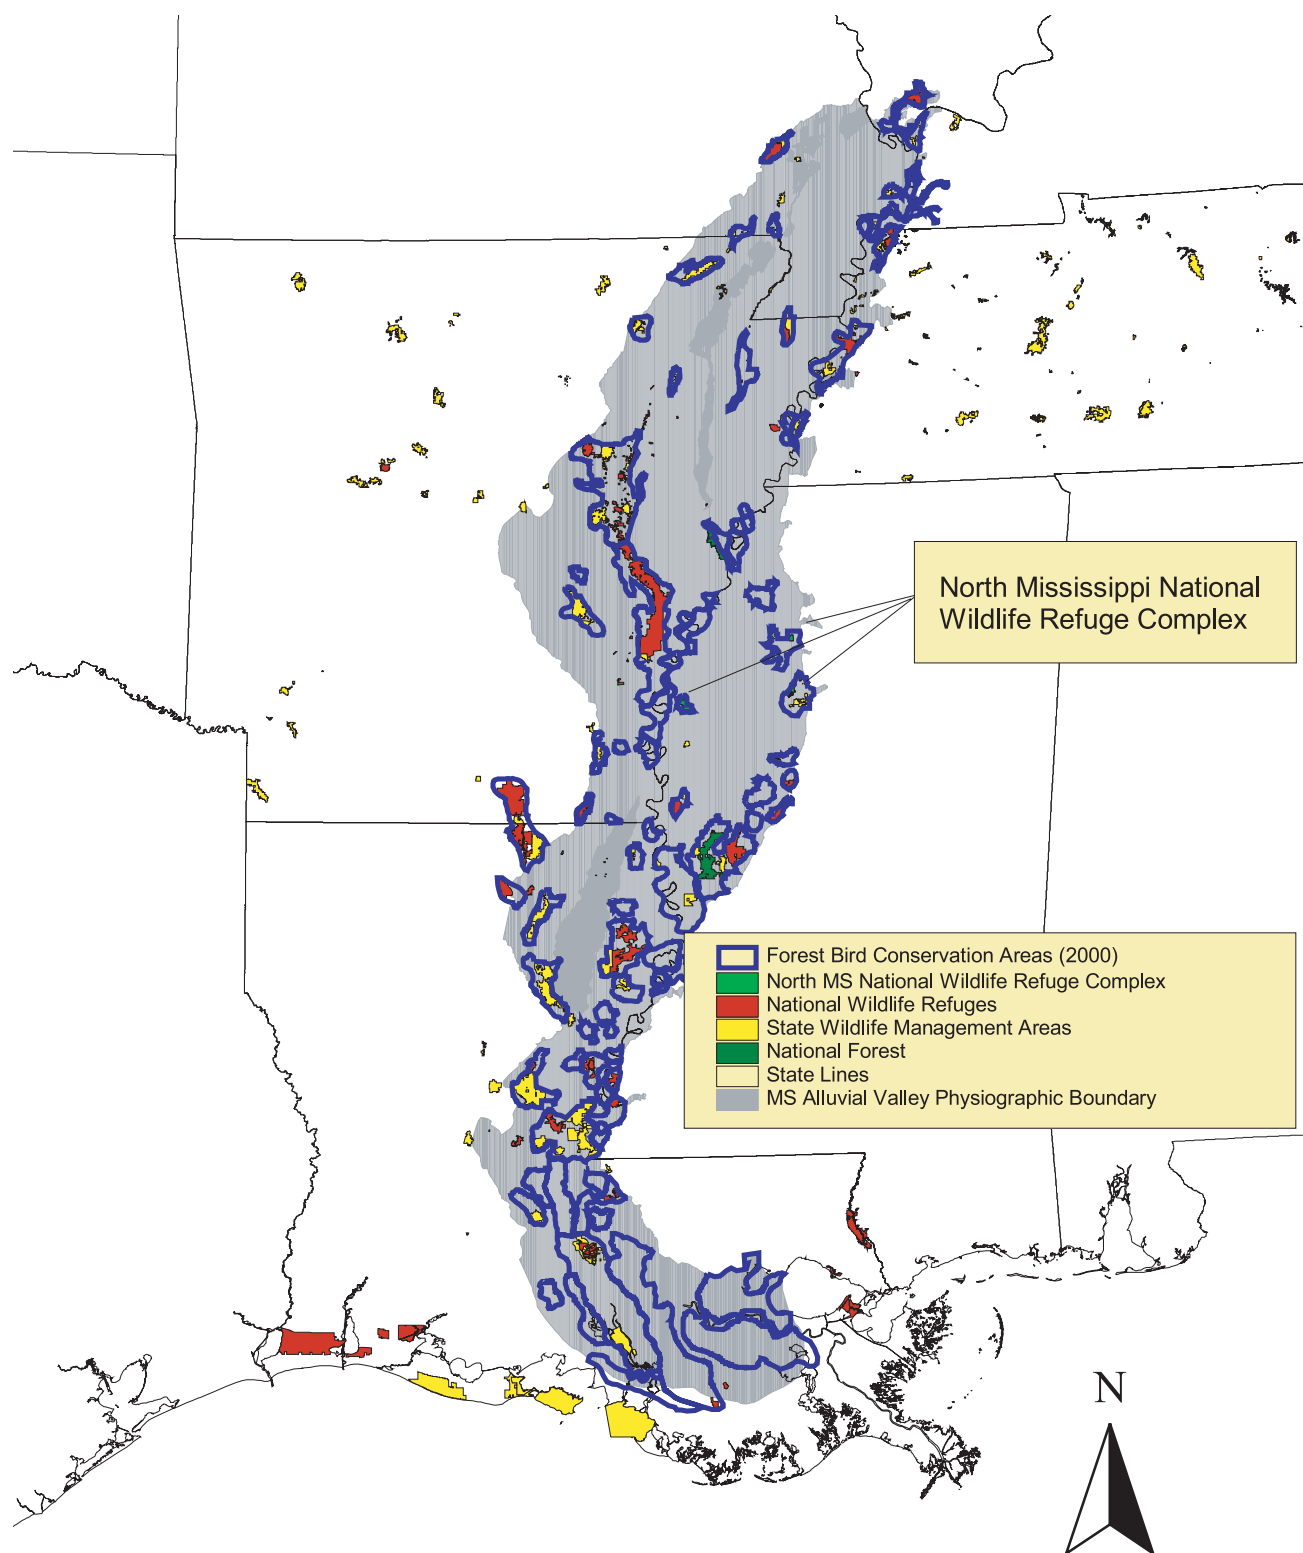 North Mississippi National
Wildlife Refuge Complex
Forest Bird Conservation Areas (2000)
North MS National Wildlife Refuge Complex
National Wildlife Refuges
State Wildlife Management Areas
National Forest
State Lines
MS Alluvial Valley Physiographic Boundary
N